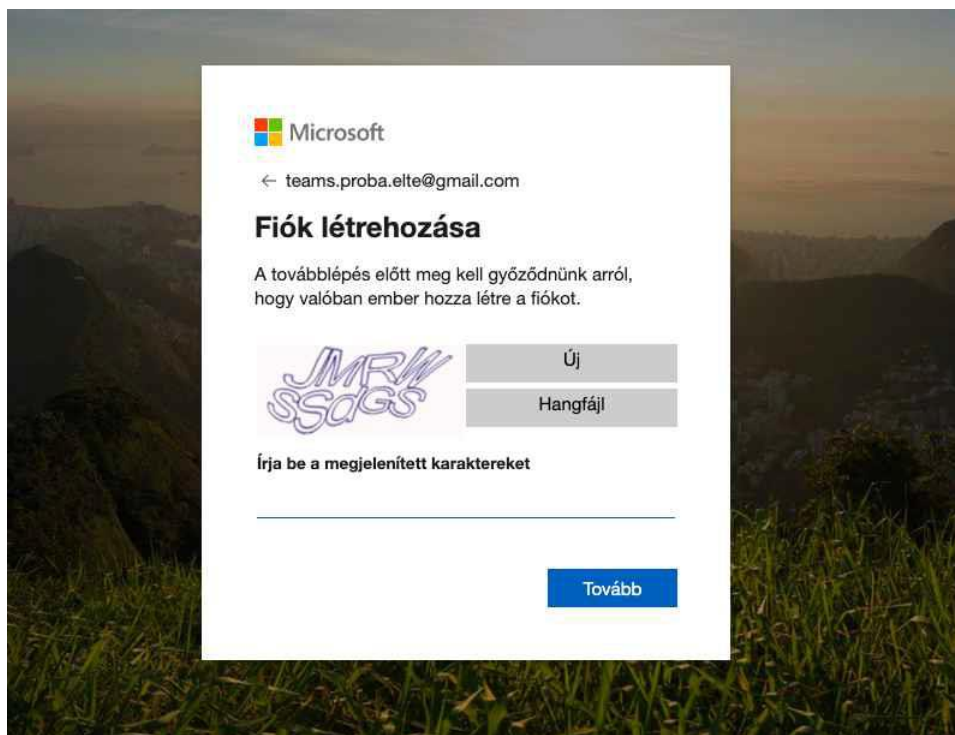 Microsoft
← teams.proba.elte@gmail.com
Fiók létrehozása
A továbblépés előtt meg kell győződnünk arról,
hogy valóban ember hozza létre a fiókot.
Új
Hangfájl
Írja be a megjelenített karaktereket
Tovább